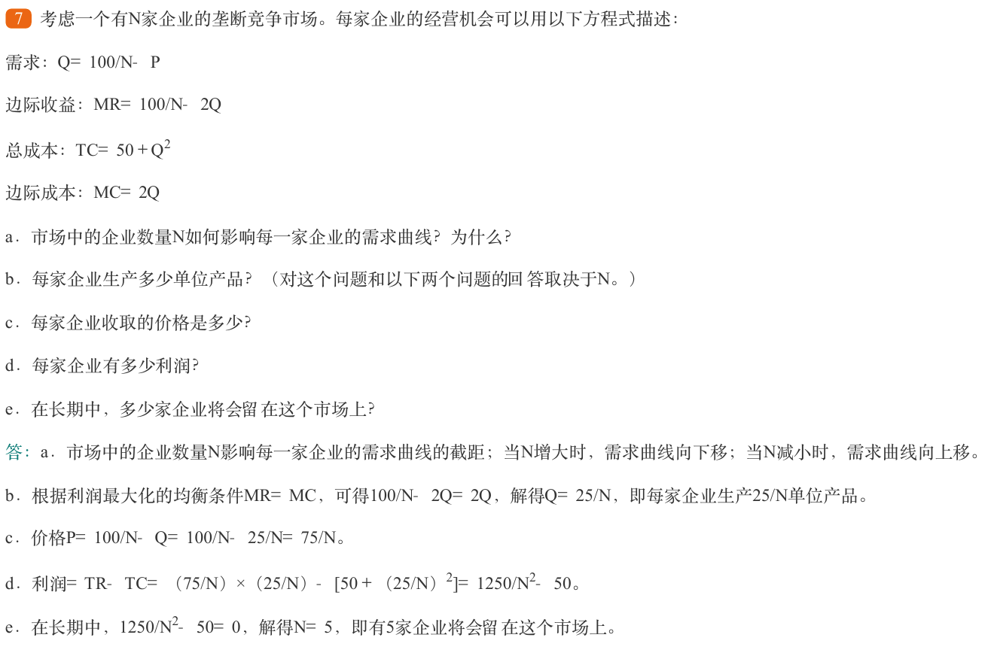 7 考虑一个有N家企业的垄断竞争市场。每家企业的经营机会可以用以下方程式描述：
需求：Q= 100/N- P
边际收益：MR= 100/N- 2Q
总成本：TC= 50＋Q²
边际成本：MC= 2Q
a．市场中的企业数量N如何影响每一家企业的需求曲线？为什么？
b．每家企业生产多少单位产品？（对这个问题和以下两个问题的回 答取决于N。）
c．每家企业收取的价格是多少？
d．每家企业有多少利润？
e．在长期中，多少家企业将会留 在这个市场上？
答：a．市场中的企业数量N影响每一家企业的需求曲线的截距；当N增大时，需求曲线向下移；当N减小时，需求曲线向上移。
b．根据利润最大化的均衡条件MR= MC，可得100/N- 2Q= 2Q，解得Q= 25/N，即每家企业生产25/N单位产品。
c．价格P= 100/N- Q= 100/N- 25/N= 75/N。
d．利润= TR- TC= （75/N）×（25/N）- [50＋（25/N）²]= 1250/N²- 50。
e．在长期中，1250/N²- 50= 0，解得N= 5，即有5家企业将会留 在这个市场上。